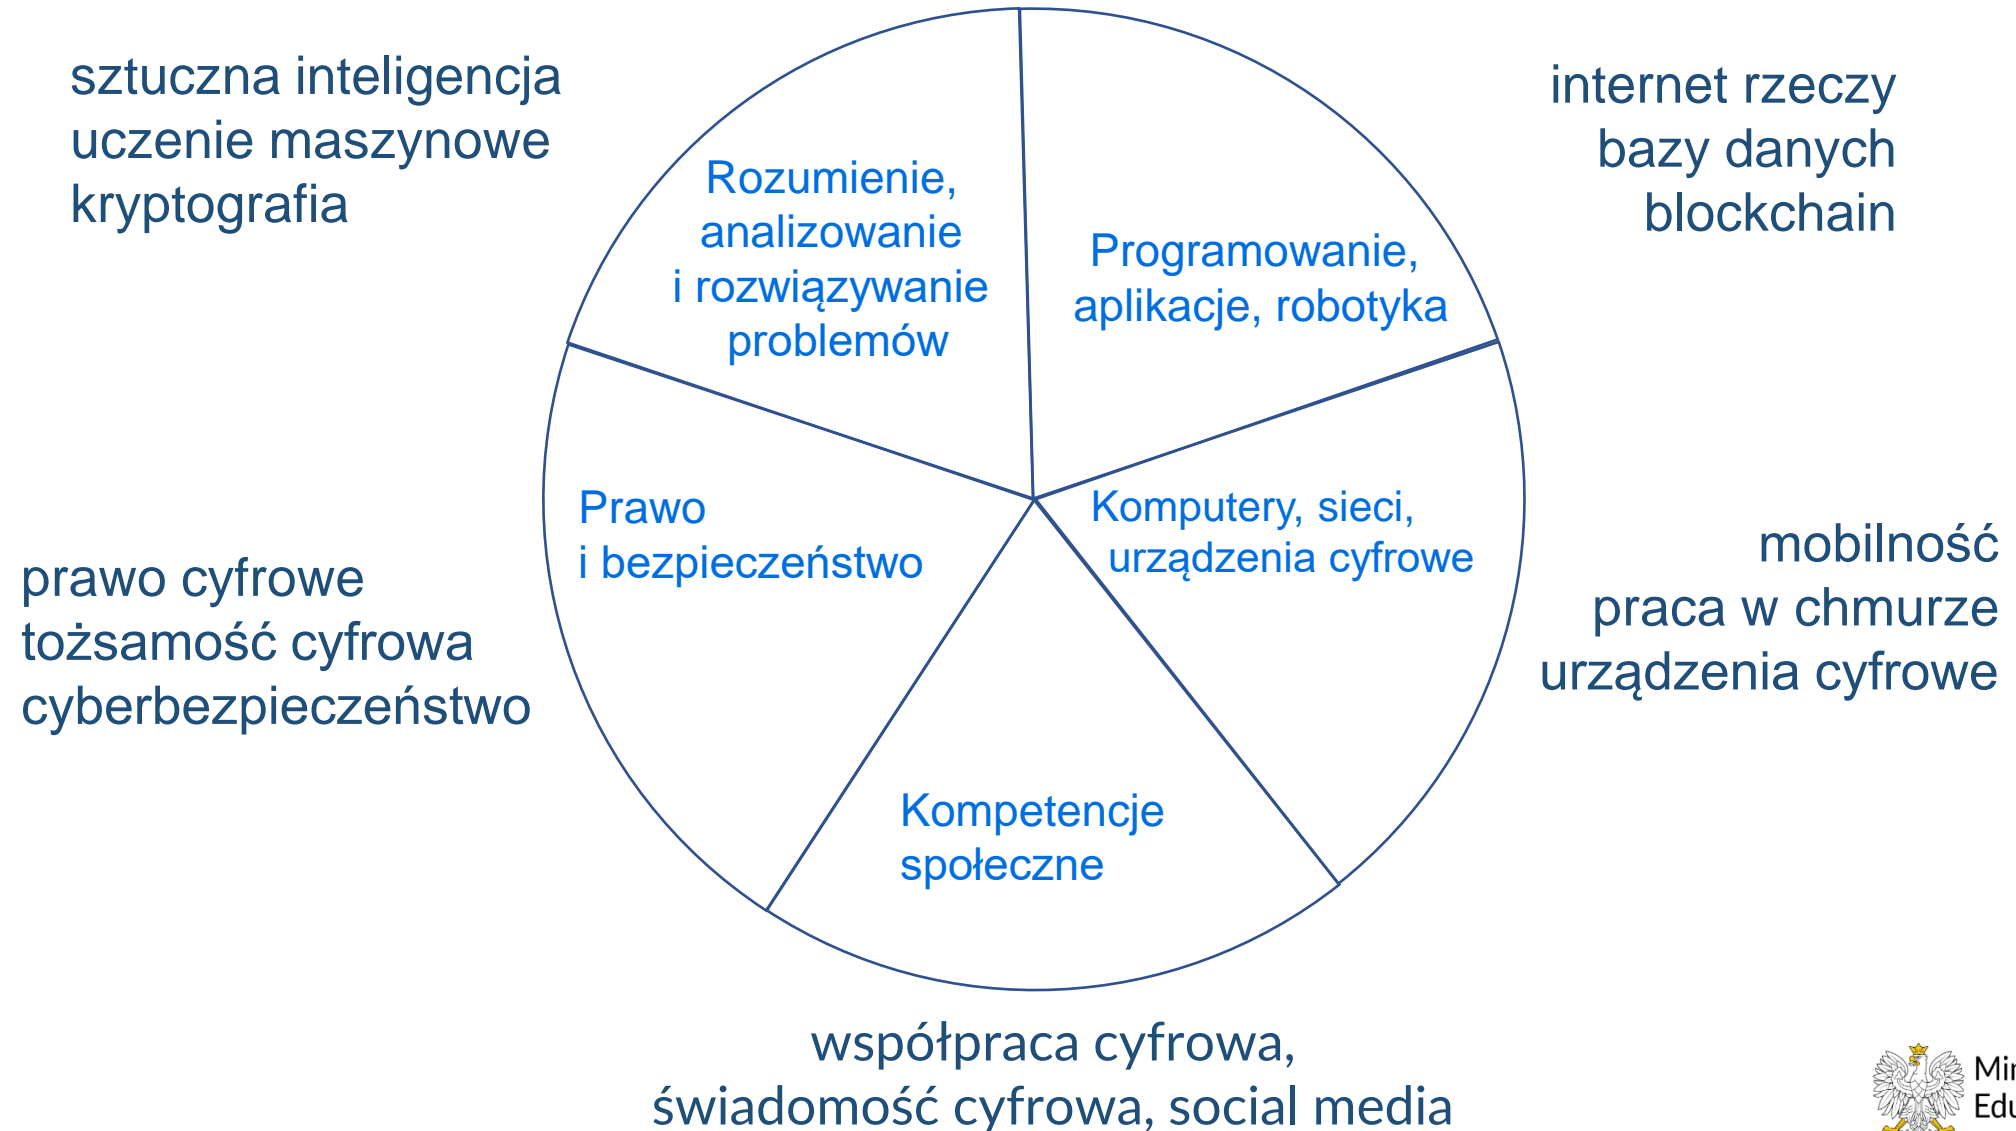 sztuczna inteligencja
uczenie maszynowe
kryptografia
internet rzeczy
bazy danych
blockchain
Rozumienie,
analizowanie
i rozwiązywanie
problemów
Programowanie,
aplikacje, robotyka
Prawo
i bezpieczeństwo
Komputery, sieci,
urządzenia cyfrowe
prawo cyfrowe
tożsamość cyfrowa
cyberbezpieczeństwo
mobilność
praca w chmurze
urządzenia cyfrowe
Kompetencje
społeczne
współpraca cyfrowa,
świadomość cyfrowa, social media